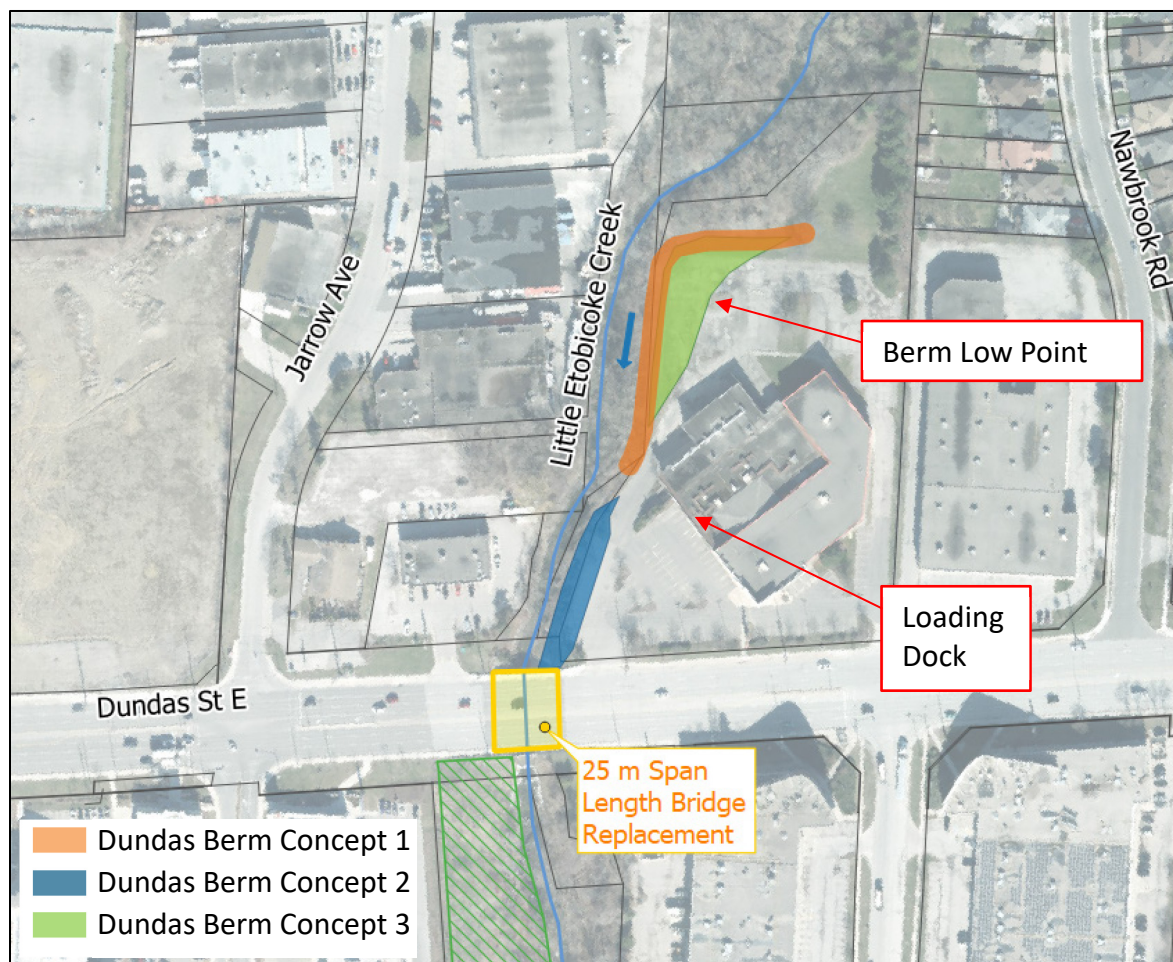 Nawbrook Rd
Little Etobicoke Creek
Jarrow Ave
Berm Low Point
Loading
Dock
Dundas St E
25 m Span
Length Bridge
Replacement
Dundas Berm Concept 1
Dundas Berm Concept 2
Dundas Berm Concept 3